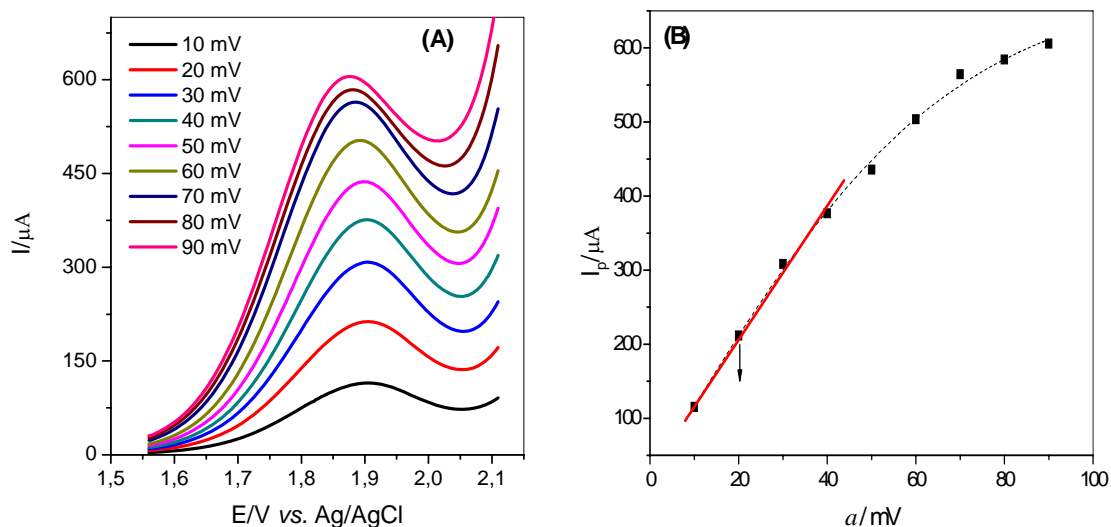 (A)
10 mV
20 mV
30 mV
40 mV
50 mV
60 mV
70 mV
80 mV
90 mV
600
450
300
150
0
I/µA
1,5 1,6 1,7 1,8 1,9 2,0 2,1
E/V vs. Ag/AgCl
(B)
600
500
400
300
200
100
Ip/µA
0 20 40 60 80 100
a/mV